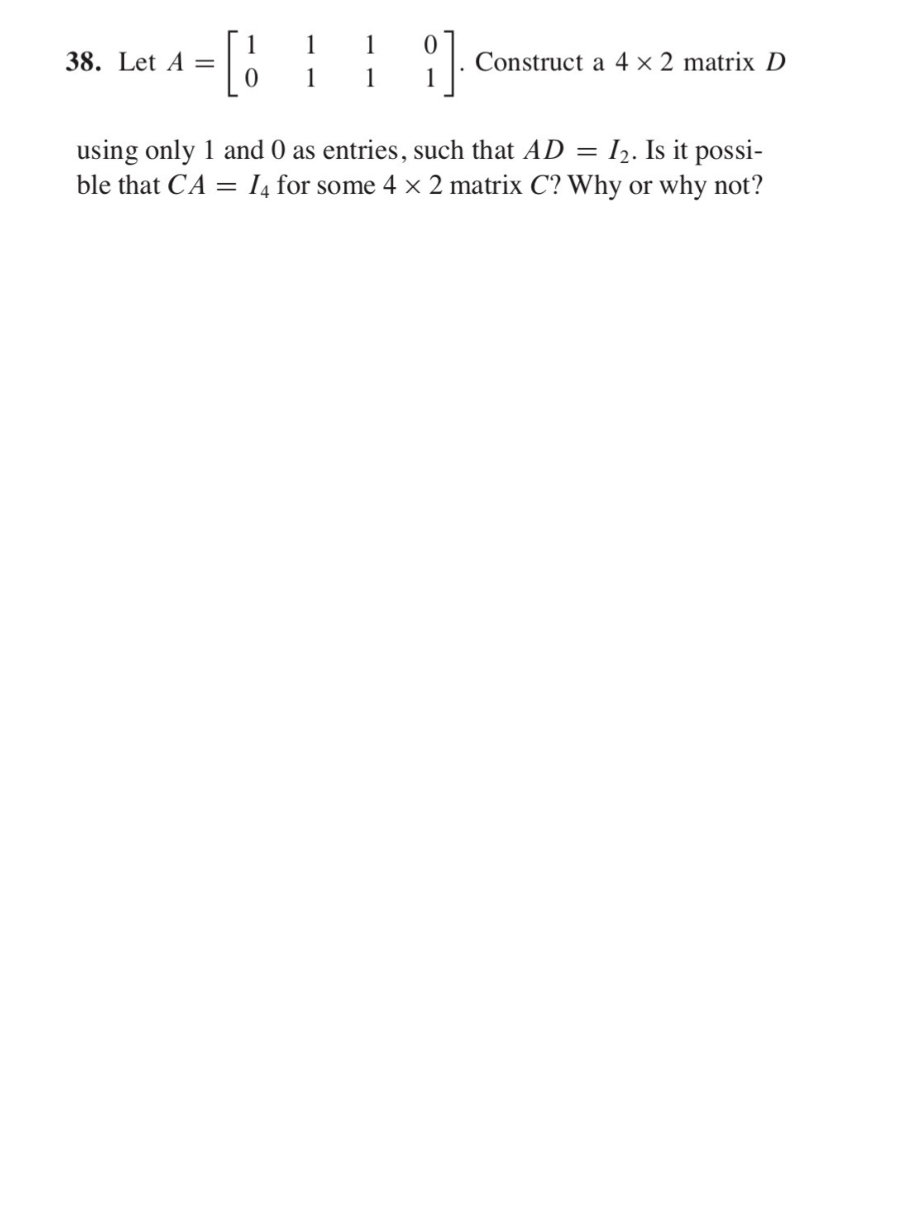 38. Let A = [1 1 1 0
0 1 1 1]. Construct a 4 × 2 matrix D
using only 1 and 0 as entries, such that AD = I₂. Is it possi-
ble that CA = I₄ for some 4 × 2 matrix C? Why or why not?